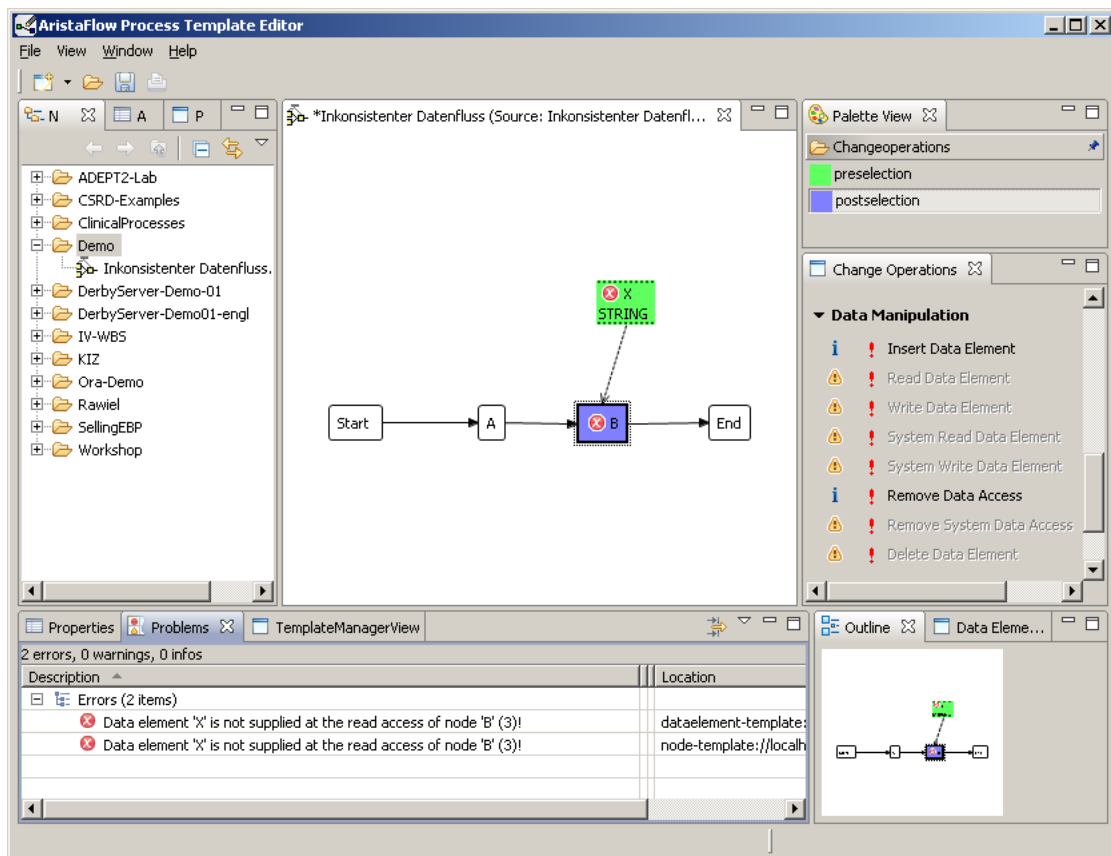 AristaFlow Process Template Editor
File View Window Help
N A P
*Inkonsistenter Datenfluss (Source: Inkonsistenter Datenfl...
Palette View
Changeoperations
preselection
postselection
ADEPT2-Lab
CSRD-Examples
ClinicalProcesses
Demo
Inkonsistenter Datenfluss.
DerbyServer-Demo-01
DerbyServer-Demo01-engl
IV-WBS
KIZ
Ora-Demo
Rawiel
SellingEBP
Workshop
X
STRING
Start A B End
Change Operations
Data Manipulation
Insert Data Element
Read Data Element
Write Data Element
System Read Data Element
System Write Data Element
Remove Data Access
Remove System Data Access
Delete Data Element
Properties Problems TemplateManagerView
2 errors, 0 warnings, 0 infos
Description Location
Errors (2 items)
Data element 'X' is not supplied at the read access of node 'B' (3)! dataelement-template:
Data element 'X' is not supplied at the read access of node 'B' (3)! node-template://localh
Outline Data Eleme...